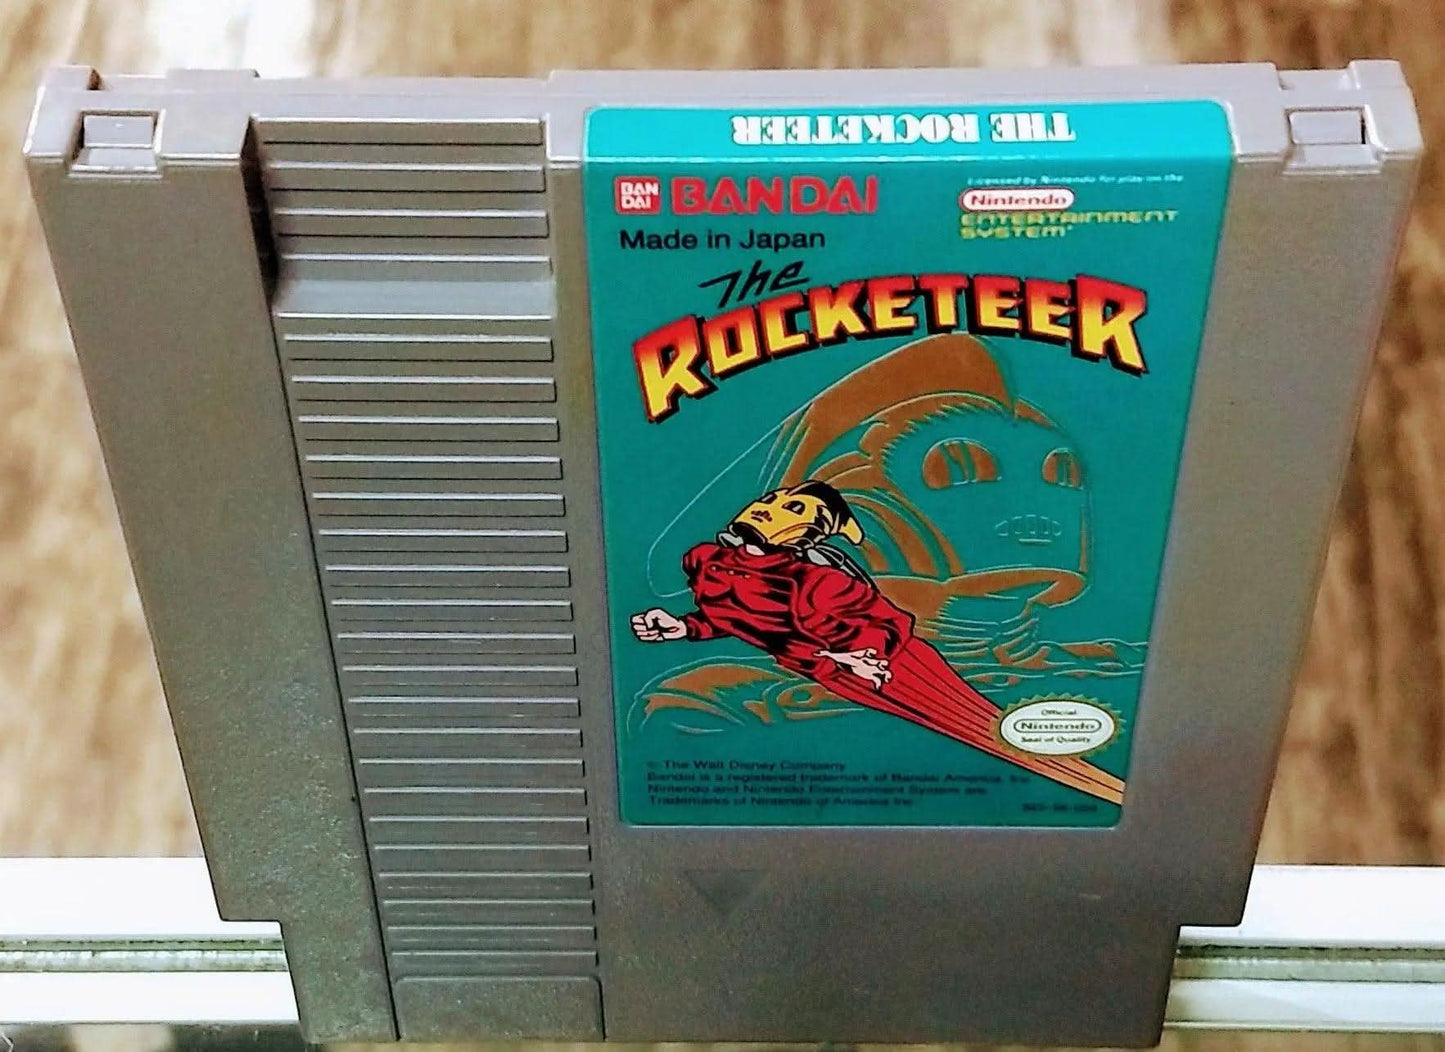 THE ROCKETEER
BAN
DAI
BANDAI
Made in Japan
Licensed by Nintendo for play on the
Nintendo
ENTERTAINMENT
SYSTEM
The
ROCKETEER
Official
Nintendo
Seal of Quality
© The Walt Disney Company
Bandai is a registered trademark of Bandai America, Inc
Nintendo and Nintendo Entertainment System are
Trademarks of Nintendo of America Inc